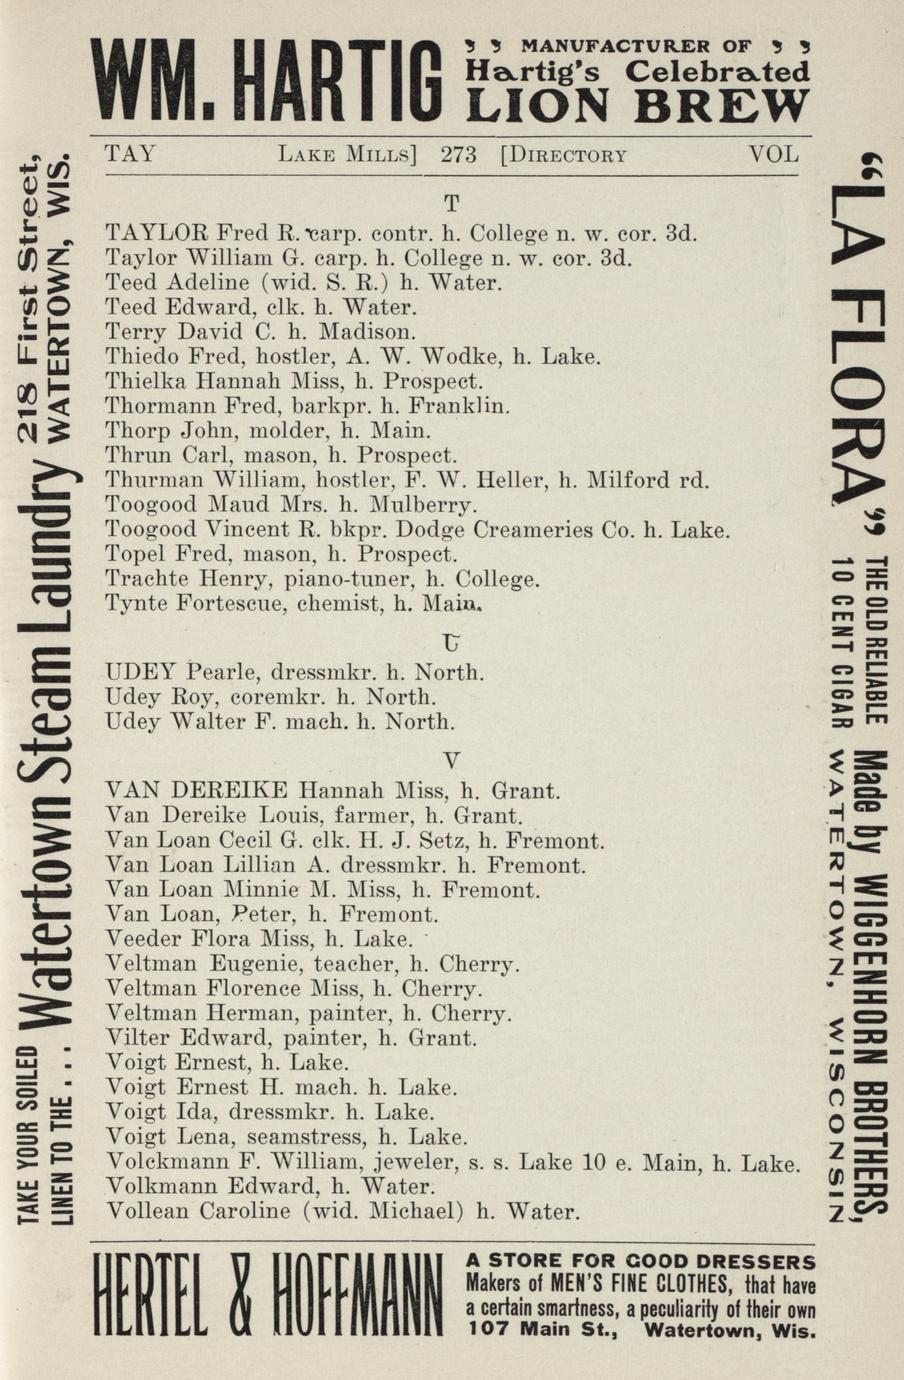 WM. HARTIG
MANUFACTURER OF
Hartig's Celebrated
LION BREW
TAY LAKE MILLS] 273 [DIRECTORY VOL
T
TAYLOR Fred R. carp. contr. h. College n. w. cor. 3d.
Taylor William G. carp. h. College n. w. cor. 3d.
Teed Adeline (wid. S. R.) h. Water.
Teed Edward, clk. h. Water.
Terry David C. h. Madison.
Thiedo Fred, hostler, A. W. Wodke, h. Lake.
Thielka Hannah Miss, h. Prospect.
Thormann Fred, barkpr. h. Franklin.
Thorp John, molder, h. Main.
Thrun Carl, mason, h. Prospect.
Thurman William, hostler, F. W. Heller, h. Milford rd.
Toogood Maud Mrs. h. Mulberry.
Toogood Vincent R. bkpr. Dodge Creameries Co. h. Lake.
Topel Fred, mason, h. Prospect.
Trachte Henry, piano-tuner, h. College.
Tynte Fortescue, chemist, h. Main.
U
UDEY Pearle, dressmkr. h. North.
Udey Roy, coremkr. h. North.
Udey Walter F. mach. h. North.
V
VAN DEREIKE Hannah Miss, h. Grant.
Van Dereike Louis, farmer, h. Grant.
Van Loan Cecil G. clk. H. J. Setz, h. Fremont.
Van Loan Lillian A. dressmkr. h. Fremont.
Van Loan Minnie M. Miss, h. Fremont.
Van Loan, Peter, h. Fremont.
Veeder Flora Miss, h. Lake.
Veltman Eugenie, teacher, h. Cherry.
Veltman Florence Miss, h. Cherry.
Veltman Herman, painter, h. Cherry.
Vilter Edward, painter, h. Grant.
Voigt Ernest, h. Lake.
Voigt Ernest H. mach. h. Lake.
Voigt Ida, dressmkr. h. Lake.
Voigt Lena, seamstress, h. Lake.
Volckmann F. William, jeweler, s. s. Lake 10 e. Main, h. Lake.
Volkmann Edward, h. Water.
Vollean Caroline (wid. Michael) h. Water.
HERTEL & HOFFMANN
A STORE FOR GOOD DRESSERS
Makers of MEN'S FINE CLOTHES, that have
a certain smartness, a peculiarity of their own
107 Main St., Watertown, Wis.
TAKE YOUR SOILED
LINEN TO THE . . .
Watertown Steam Laundry
218 First Street,
WATERTOWN, WIS.
"LA FLORA"
THE OLD RELIABLE
10 CENT CIGAR
Made by WIGGENHORN BROTHERS,
WATERTOWN, WISCONSIN